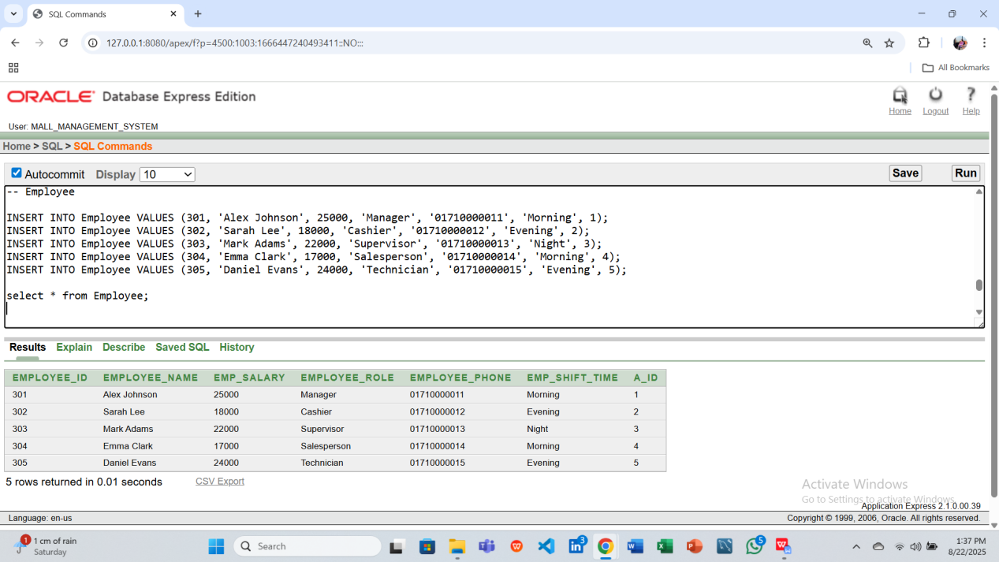 SQL Commands
127.0.0.1:8080/apex/f?p=4500:1003:1666447240493411::NO:::
All Bookmarks
ORACLE Database Express Edition
Home Logout Help
User: MALL_MANAGEMENT_SYSTEM
Home > SQL > SQL Commands
Autocommit Display 10 Save Run
-- Employee
INSERT INTO Employee VALUES (301, 'Alex Johnson', 25000, 'Manager', '01710000011', 'Morning', 1);
INSERT INTO Employee VALUES (302, 'Sarah Lee', 18000, 'Cashier', '01710000012', 'Evening', 2);
INSERT INTO Employee VALUES (303, 'Mark Adams', 22000, 'Supervisor', '01710000013', 'Night', 3);
INSERT INTO Employee VALUES (304, 'Emma Clark', 17000, 'Salesperson', '01710000014', 'Morning', 4);
INSERT INTO Employee VALUES (305, 'Daniel Evans', 24000, 'Technician', '01710000015', 'Evening', 5);
select * from Employee;
Results Explain Describe Saved SQL History
EMPLOYEE_ID EMPLOYEE_NAME EMP_SALARY EMPLOYEE_ROLE EMPLOYEE_PHONE EMP_SHIFT_TIME A_ID
301 Alex Johnson 25000 Manager 01710000011 Morning 1
302 Sarah Lee 18000 Cashier 01710000012 Evening 2
303 Mark Adams 22000 Supervisor 01710000013 Night 3
304 Emma Clark 17000 Salesperson 01710000014 Morning 4
305 Daniel Evans 24000 Technician 01710000015 Evening 5
5 rows returned in 0.01 seconds CSV Export
Activate Windows
Go to Settings to activate Windows.
Application Express 2.1.0.00.39
Language: en-us Copyright © 1999, 2006, Oracle. All rights reserved.
1 1 cm of rain
Saturday
Search
3
5
1:37 PM
8/22/2025